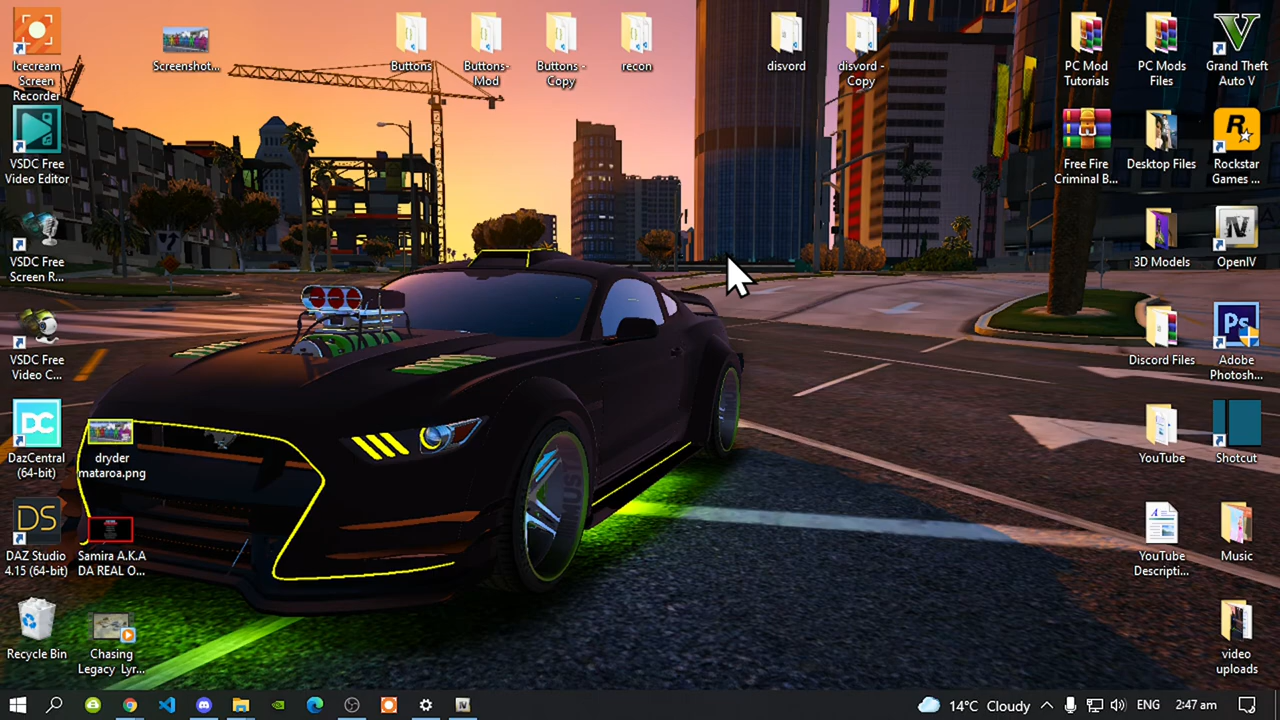 Icecream
Screen
Recorder
Screenshot...
Buttons
Buttons-
Mod
Buttons -
Copy
recon
disvord
disvord -
Copy
PC Mod
Tutorials
PC Mods
Files
Grand Theft
Auto V
VSDC Free
Video Editor
Free Fire
Criminal B...
Desktop Files
Rockstar
Games ...
VSDC Free
Screen R...
3D Models
OpenIV
VSDC Free
Video C...
Discord Files
Ps
Adobe
Photosh...
DC
DazCentral
(64-bit)
dryder
mataroa.png
YouTube
Shotcut
DS
DAZ Studio
4.15 (64-bit)
Samira A.K.A
DA REAL O...
YouTube
Descripti...
Music
Recycle Bin
Chasing
Legacy Lyr...
video
uploads
14°C Cloudy
ENG
2:47 am